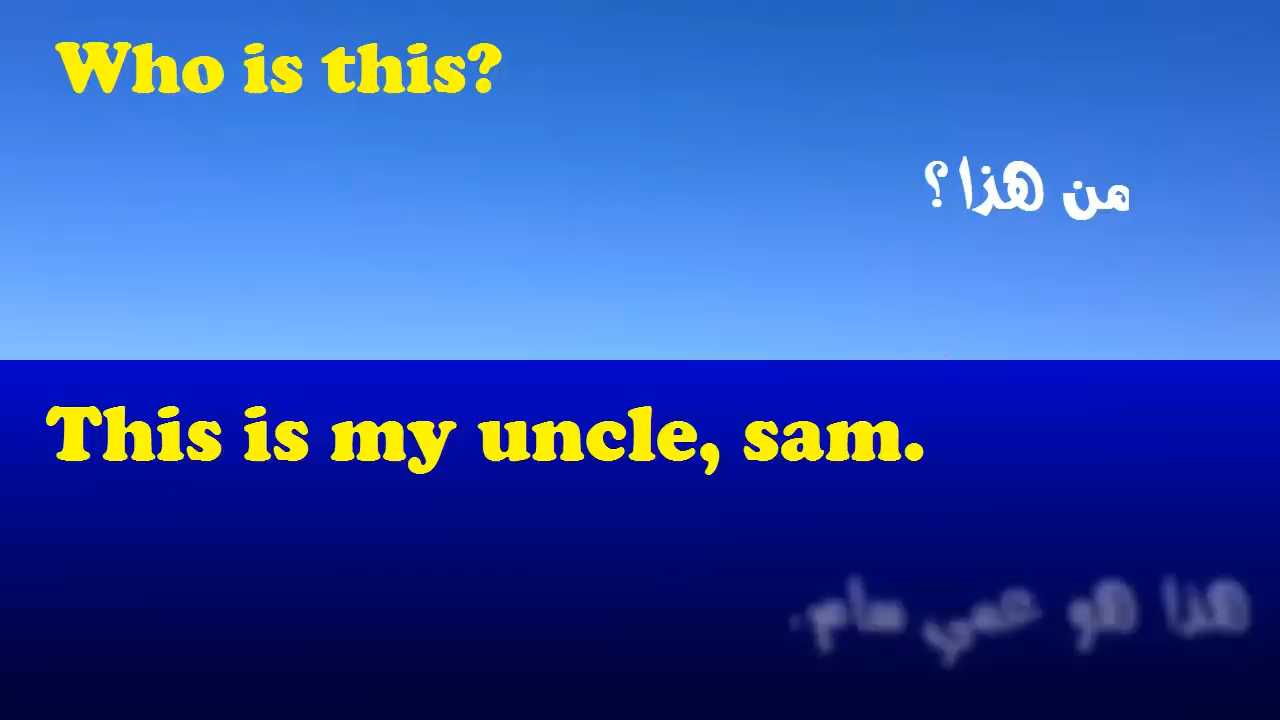 Who is this?
من هذا ؟
This is my uncle, sam.
هذا هو عمي سام.